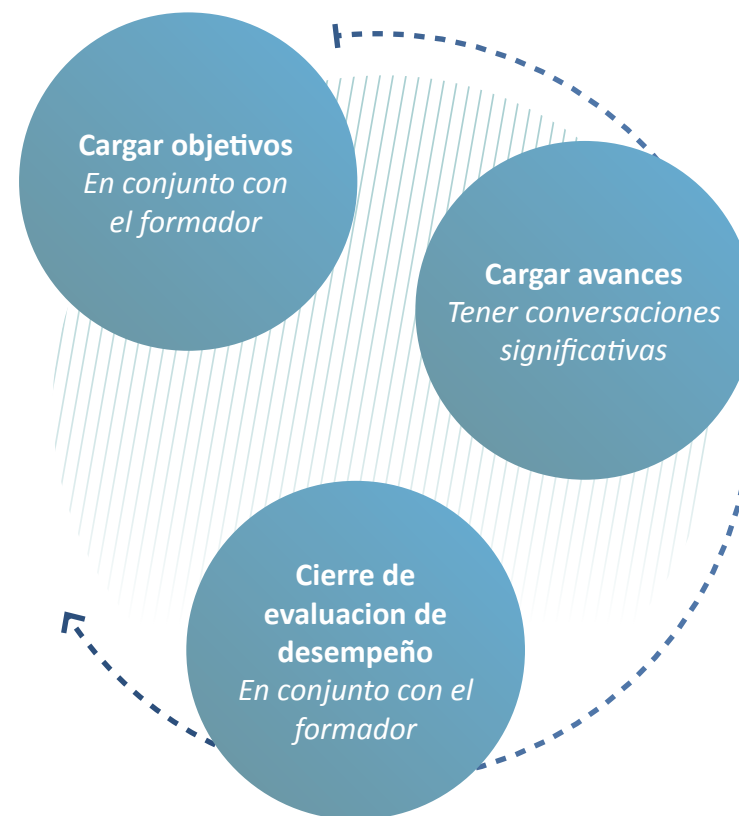 Cargar objetivos
En conjunto con
el formador
Cargar avances
Tener conversaciones
significativas
Cierre de
evaluacion de
desempeño
En conjunto con el
formador